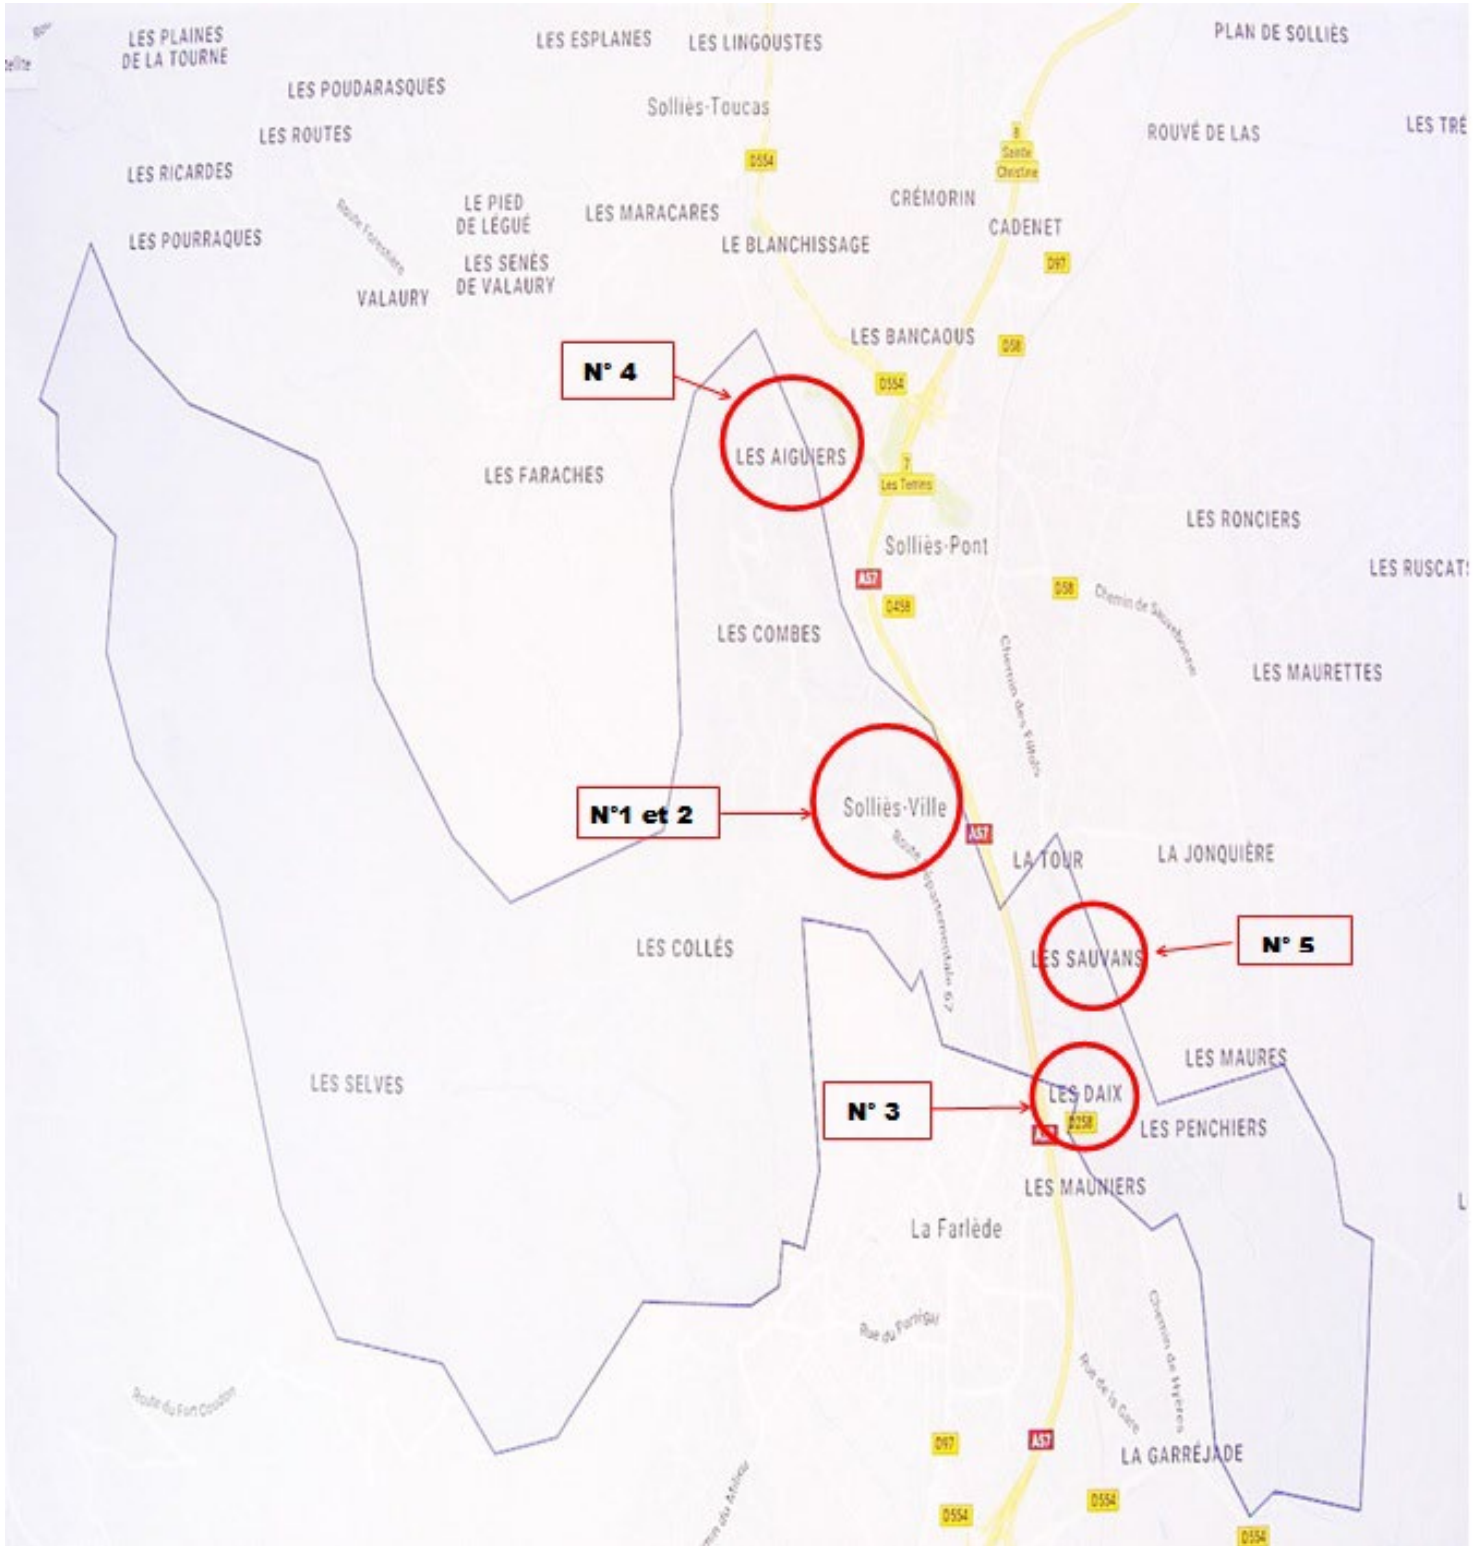 LES PLAINES
DE LA TOURNE
LES ESPLANES
LES LINGOUSTES
PLAN DE SOLLIÈS
LES POUDARASQUES
Solliès-Toucas
LES ROUTES
8
Sainte
Christine
ROUVÉ DE LAS
LES TRÉ
D554
LES RICARDES
LE PIED
DE LÉGUÉ
LES MARACARES
CRÉMORIN
CADENET
Route Forestière
LES POURRAQUES
LE BLANCHISSAGE
D97
LES SENÈS
DE VALAURY
VALAURY
LES BANCAOUS
D58
N° 4
D554
LES AIGUIERS
LES FARACHES
7
Les Terrins
LES RONCIERS
Solliès-Pont
LES RUSCATS
A57
D58
D458
Chemin de Sauvebonne
LES COMBES
Chemin des Fillols
LES MAURETTES
N°1 et 2
Solliès-Ville
A57
Route Départementale 67
LA TOUR
LA JONQUIÈRE
LES COLLÉS
LES SAUVANS
N° 5
LES SELVES
LES MAURES
N° 3
LES DAIX
D258
LES PENCHIERS
LES MAUNIERS
La Farlède
Chemin de Hyères
Rue de la Gare
Route du Fort Coudon
D97
A57
LA GARRÉJADE
D554
D554
D554